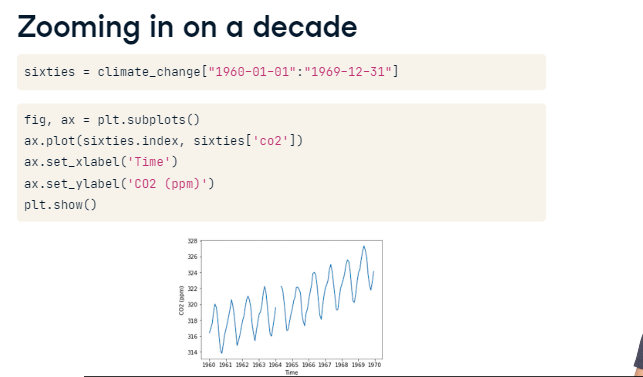 Zooming in on a decade
sixties = climate_change["1960-01-01":"1969-12-31"]
fig, ax = plt.subplots()
ax.plot(sixties.index, sixties['co2'])
ax.set_xlabel('Time')
ax.set_ylabel('CO2 (ppm)')
plt.show()
328
326
324
322
320
318
316
314
CO2 (ppm)
1960 1961 1962 1963 1964 1965 1966 1967 1968 1969 1970
Time